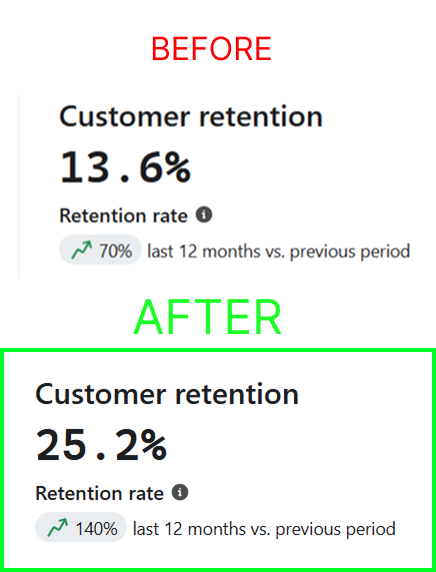 BEFORE
Customer retention
13.6%
Retention rate
70% last 12 months vs. previous period
AFTER
Customer retention
25.2%
Retention rate
140% last 12 months vs. previous period